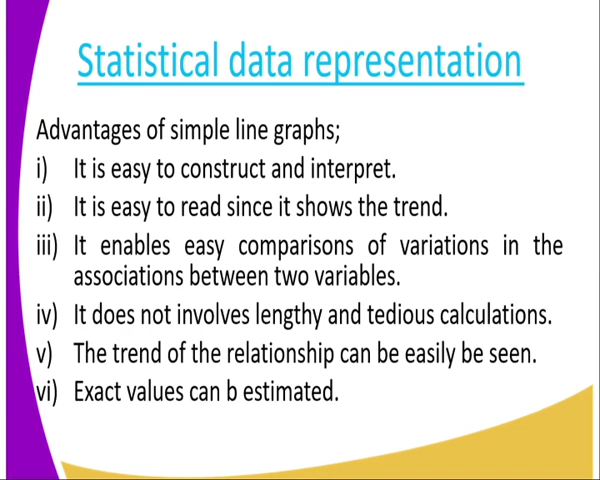 Statistical data representation
Advantages of simple line graphs;
i) It is easy to construct and interpret.
ii) It is easy to read since it shows the trend.
iii) It enables easy comparisons of variations in the
associations between two variables.
iv) It does not involves lengthy and tedious calculations.
v) The trend of the relationship can be easily be seen.
vi) Exact values can b estimated.